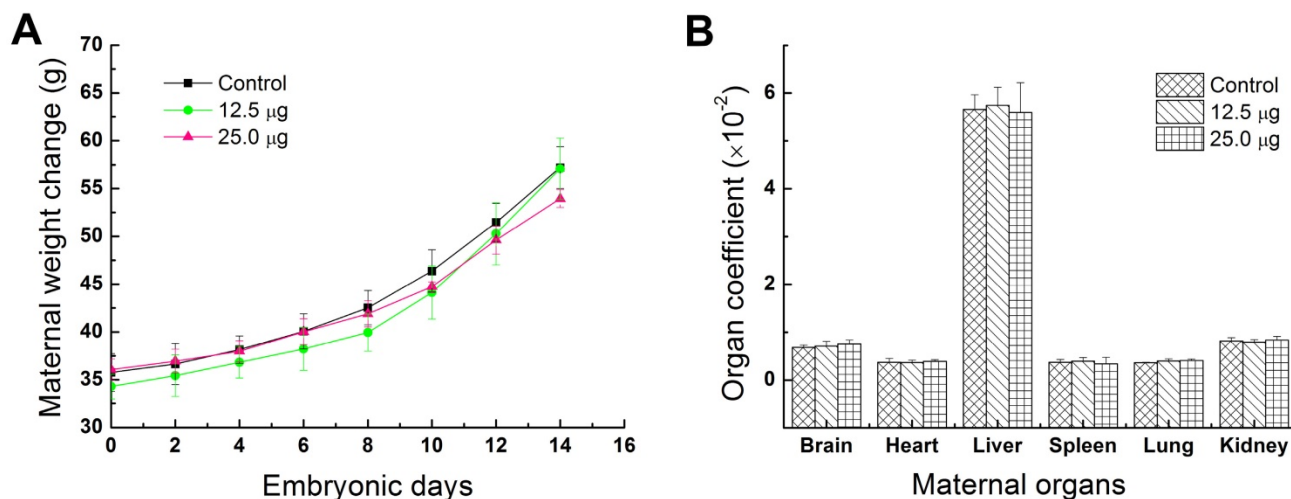 A
Maternal weight change (g)
70
65
60
55
50
45
40
35
30
Control
12.5 μg
25.0 μg
0 2 4 6 8 10 12 14 16
Embryonic days
B
Organ coefficient (×10-2)
6
4
2
0
Control
12.5 μg
25.0 μg
Brain Heart Liver Spleen Lung Kidney
Maternal organs